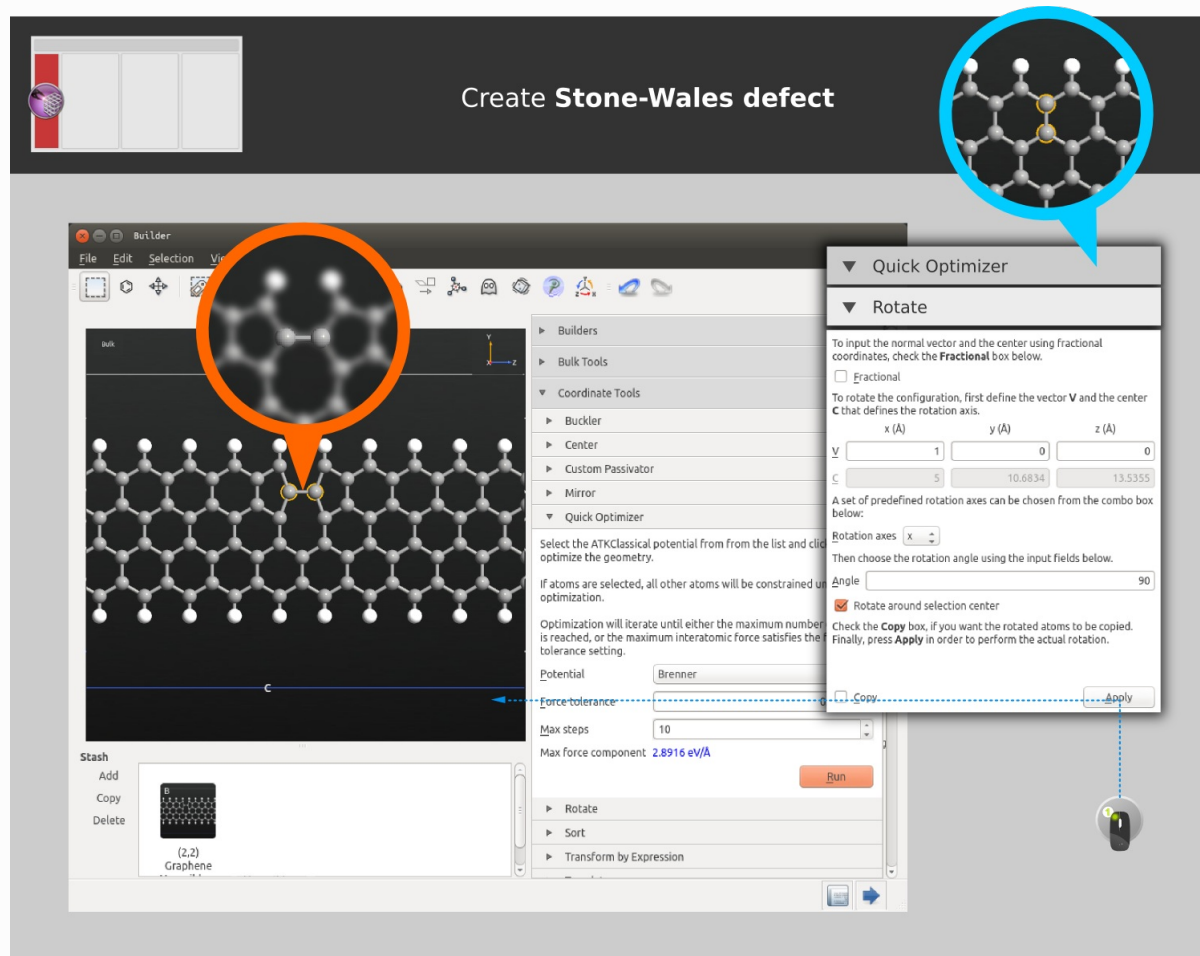 Create Stone-Wales defect
Builder
File Edit Selection
Bulk
Y
x
z
C
Builders
Bulk Tools
Coordinate Tools
Buckler
Center
Custom Passivator
Mirror
Quick Optimizer
Select the ATKClassical potential from from the list and
optimize the geometry.
If atoms are selected, all other atoms will be constrained
optimization.
Optimization will iterate until either the maximum number
is reached, or the maximum interatomic force satisfies the
tolerance setting.
Potential Brenner
Force tolerance
Max steps 10
Max force component 2.8916 eV/Å
Run
Rotate
Sort
Transform by Expression
Stash
Add
Copy
Delete
B
(2,2)
Graphene
Quick Optimizer
Rotate
To input the normal vector and the center using fractional
coordinates, check the Fractional box below.
Fractional
To rotate the configuration, first define the vector V and the center
C that defines the rotation axis.
x (Å) y (Å) z (Å)
V 1 0 0
C 5 10.6834 13.5355
A set of predefined rotation axes can be chosen from the combo box
below:
Rotation axes x
Then choose the rotation angle using the input fields below.
Angle 90
Rotate around selection center
Check the Copy box, if you want the rotated atoms to be copied.
Finally, press Apply in order to perform the actual rotation.
Copy Apply
1